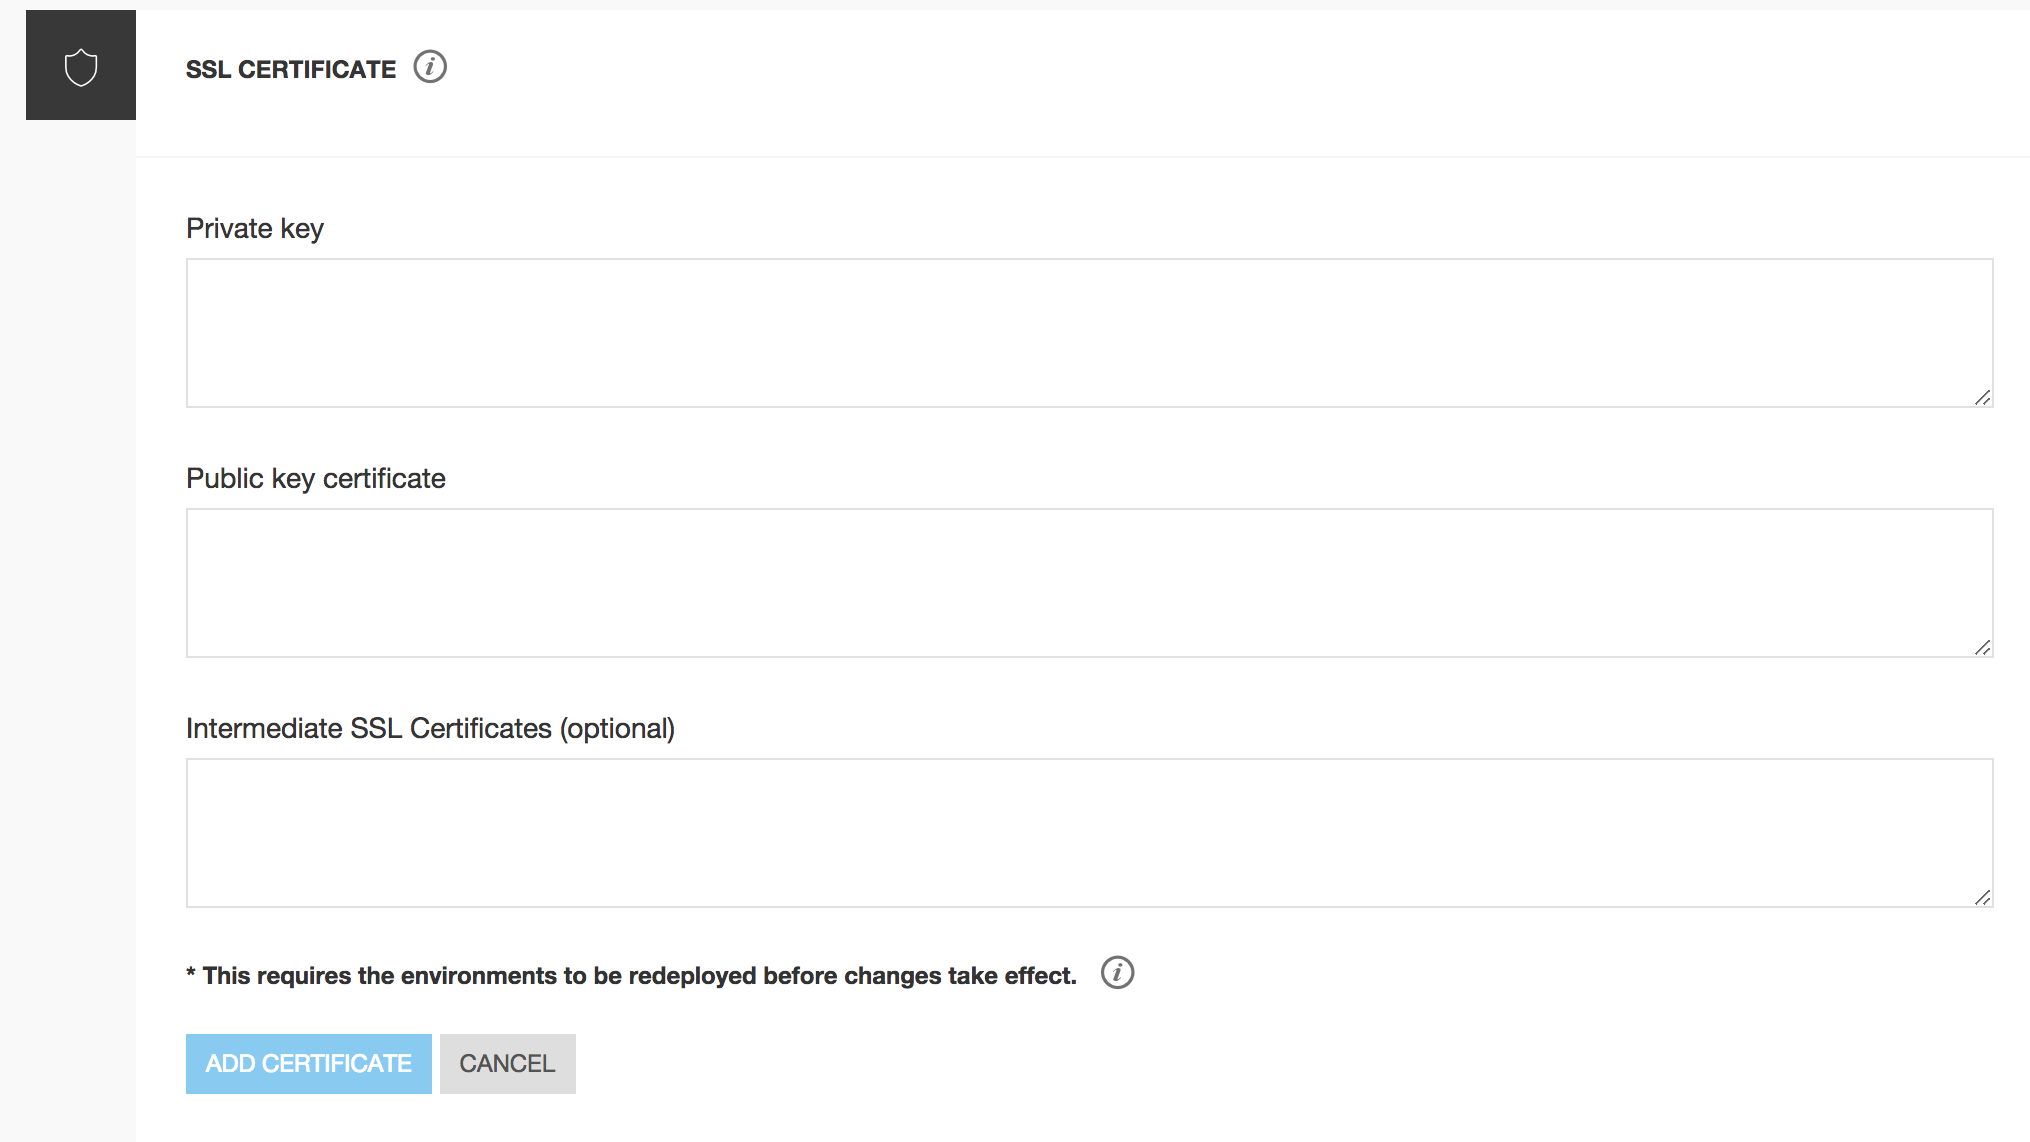 SSL CERTIFICATE
Private key
Public key certificate
Intermediate SSL Certificates (optional)
* This requires the environments to be redeployed before changes take effect.
ADD CERTIFICATE CANCEL